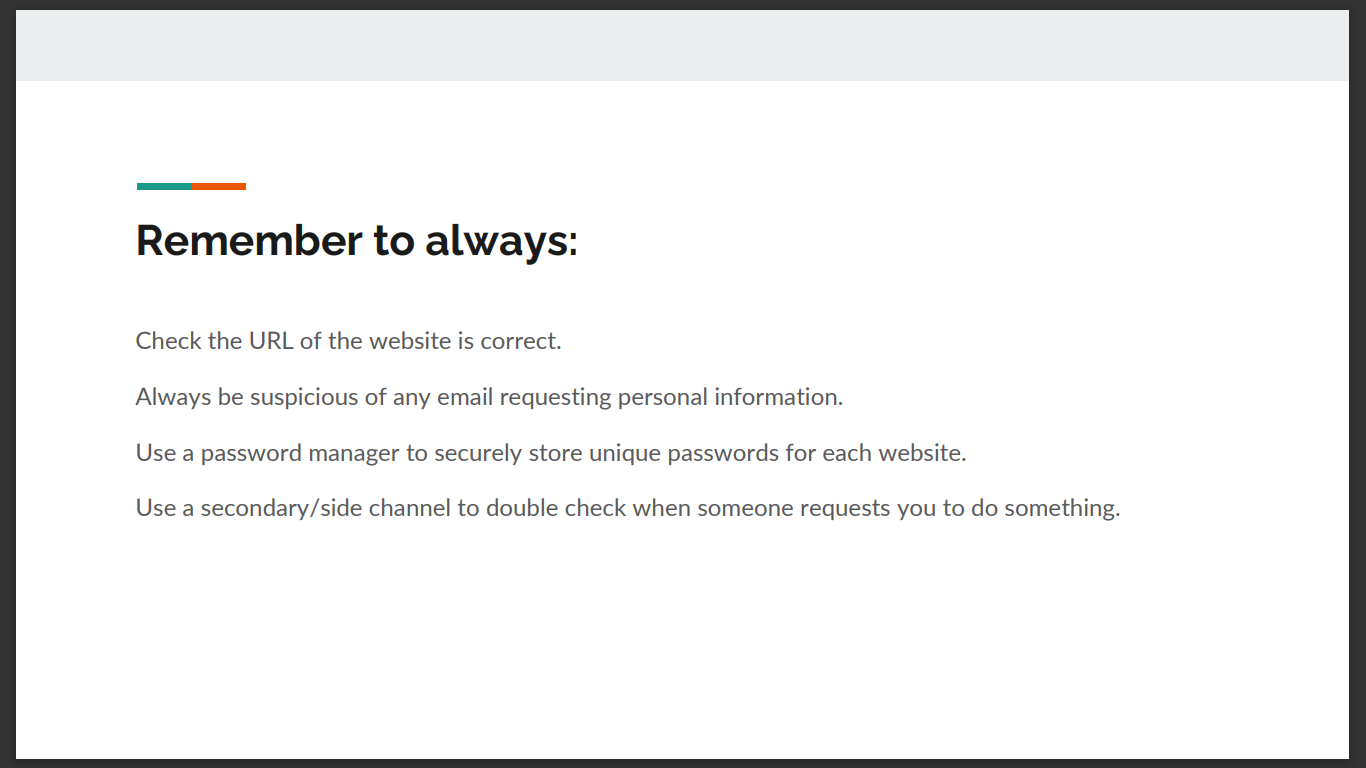 Remember to always:
Check the URL of the website is correct.
Always be suspicious of any email requesting personal information.
Use a password manager to securely store unique passwords for each website.
Use a secondary/side channel to double check when someone requests you to do something.